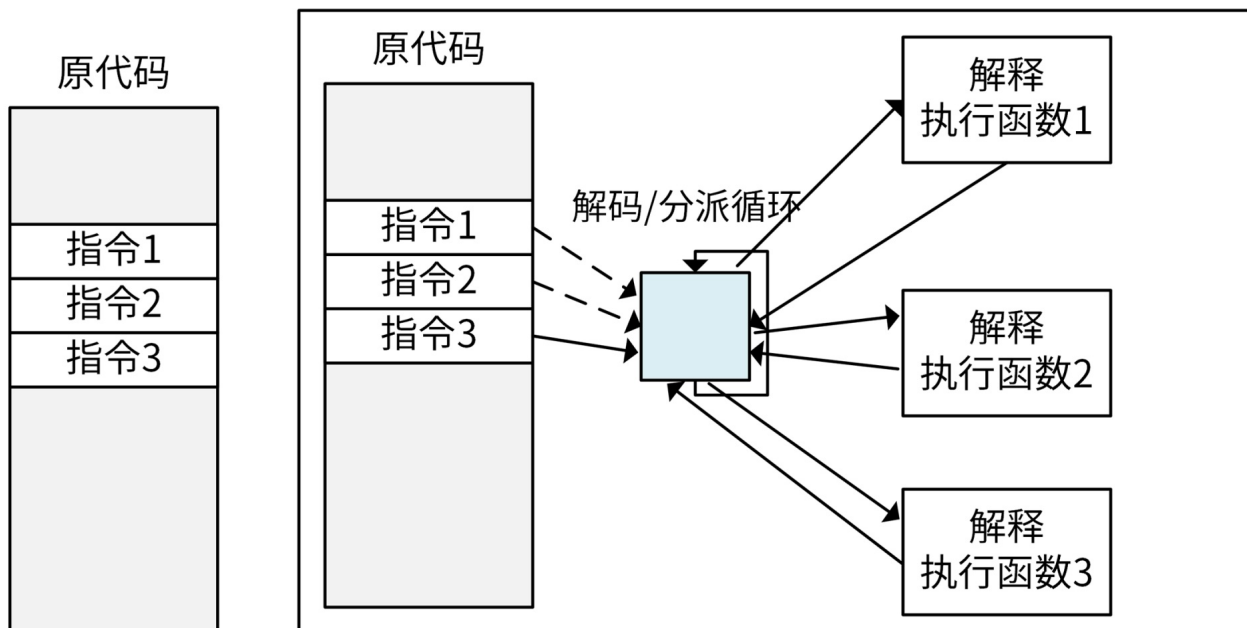 原代码
指令1
指令2
指令3
原代码
指令1
指令2
指令3
解码/分派循环
解释
执行函数1
解释
执行函数2
解释
执行函数3